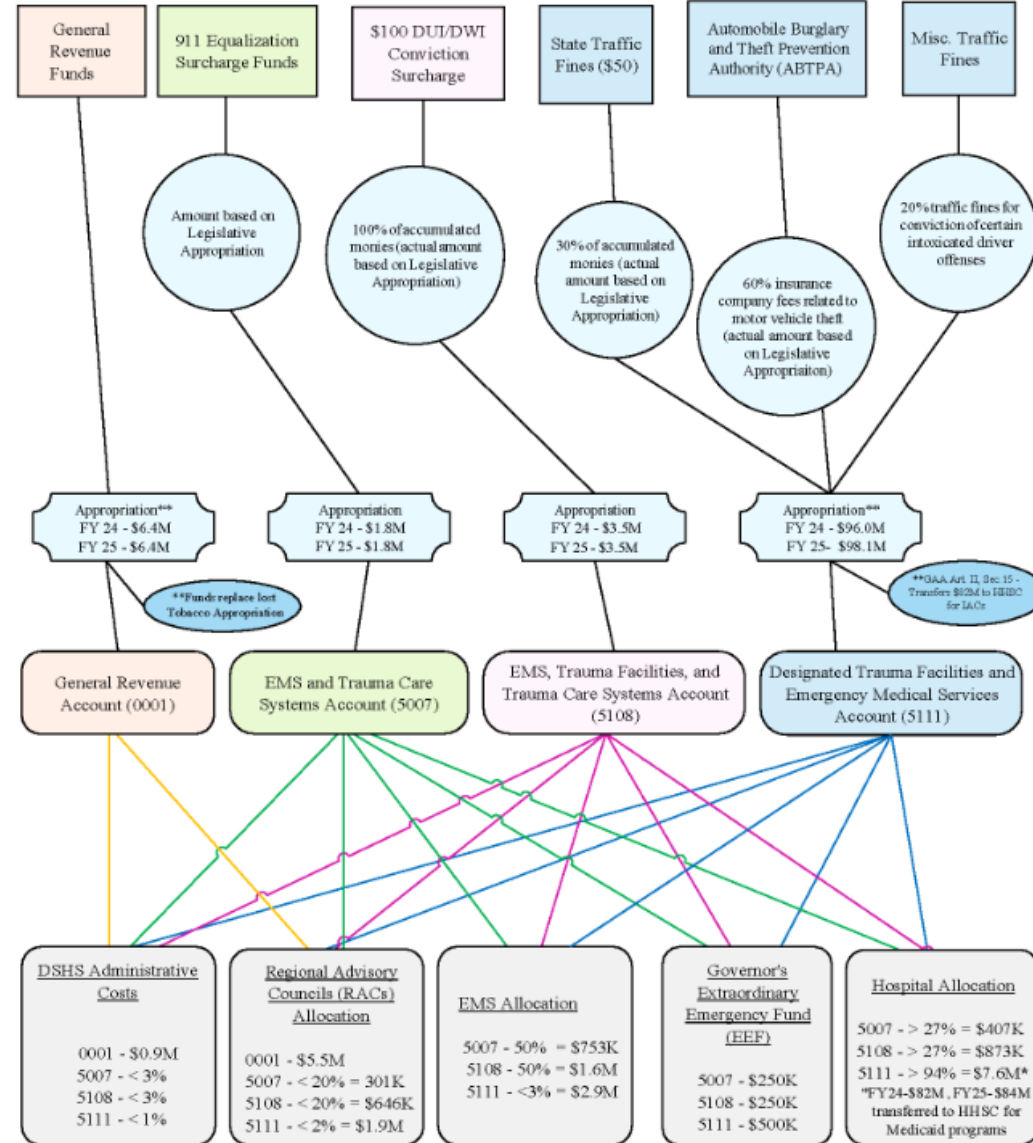 General
Revenue
Funds
911 Equalization
Surcharge Funds
$100 DUI/DWI
Conviction
Surcharge
State Traffic
Fines ($50)
Automobile Burglary
and Theft Prevention
Authority (ABTPA)
Misc. Traffic
Fines
Amount based on
Legislative
Appropriation
100% of accumulated
monies (actual amount
based on Legislative
Appropriation)
30% of accumulated
monies (actual
amount based on
Legislative
Appropriation)
60% insurance
company fees related to
motor vehicle theft
(actual amount based
on Legislative
Appropriaiton)
20% traffic fines for
conviction of certain
intoxicated driver
offenses
Appropriation**
FY 24 - $6.4M
FY 25 - $6.4M
Appropriation
FY 24 - $1.8M
FY 25 - $1.8M
Appropriation
FY 24 - $3.5M
FY 25 - $3.5M
Appropriation**
FY 24 - $96.0M
FY 25- $98.1M
**Funds replace lost
Tobacco Appropriation
**GAA Art. II, Sec. 15 -
Transfers $82M to HHSC
for IACs
General Revenue
Account (0001)
EMS and Trauma Care
Systems Account (5007)
EMS, Trauma Facilities, and
Trauma Care Systems Account
(5108)
Designated Trauma Facilities and
Emergency Medical Services
Account (5111)
DSHS Administrative
Costs
0001 - $0.9M
5007 - < 3%
5108 - < 3%
5111 - < 1%
Regional Advisory
Councils (RACs)
Allocation
0001 - $5.5M
5007 - < 20% = 301K
5108 - < 20% = $646K
5111 - < 2% = $1.9M
EMS Allocation
5007 - 50% = $753K
5108 - 50% = $1.6M
5111 - <3% = $2.9M
Governor's
Extraordinary
Emergency Fund
(EEF)
5007 - $250K
5108 - $250K
5111 - $500K
Hospital Allocation
5007 - > 27% = $407K
5108 - > 27% = $873K
5111 - > 94% = $7.6M*
*FY24-$82M , FY25-$84M
transferred to HHSC for
Medicaid programs